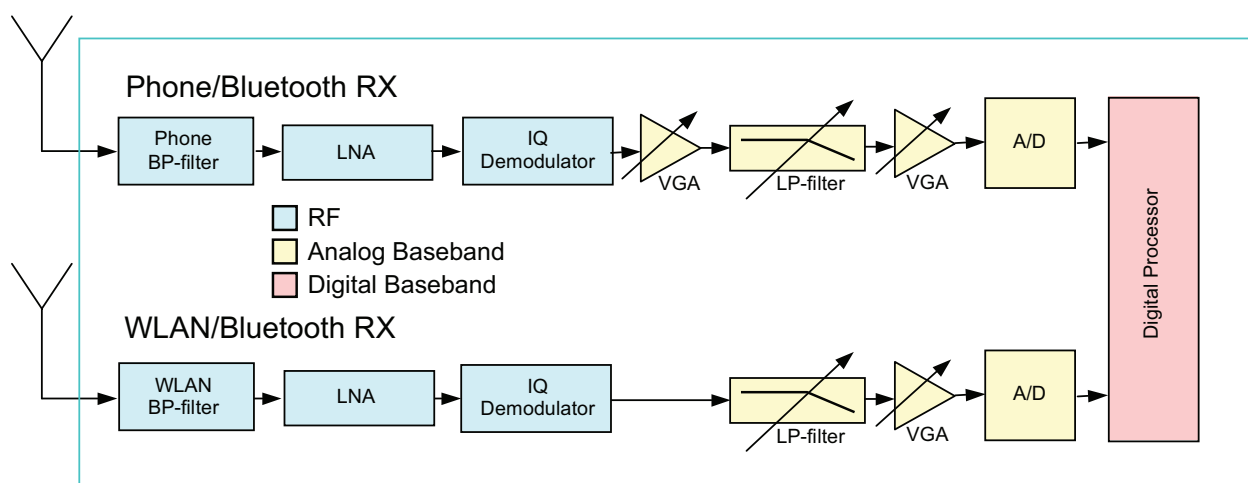 Phone/Bluetooth RX
Phone
BP-filter
LNA
IQ
Demodulator
VGA
LP-filter
VGA
A/D
RF
Analog Baseband
Digital Baseband
Digital Processor
WLAN/Bluetooth RX
WLAN
BP-filter
LNA
IQ
Demodulator
LP-filter
VGA
A/D